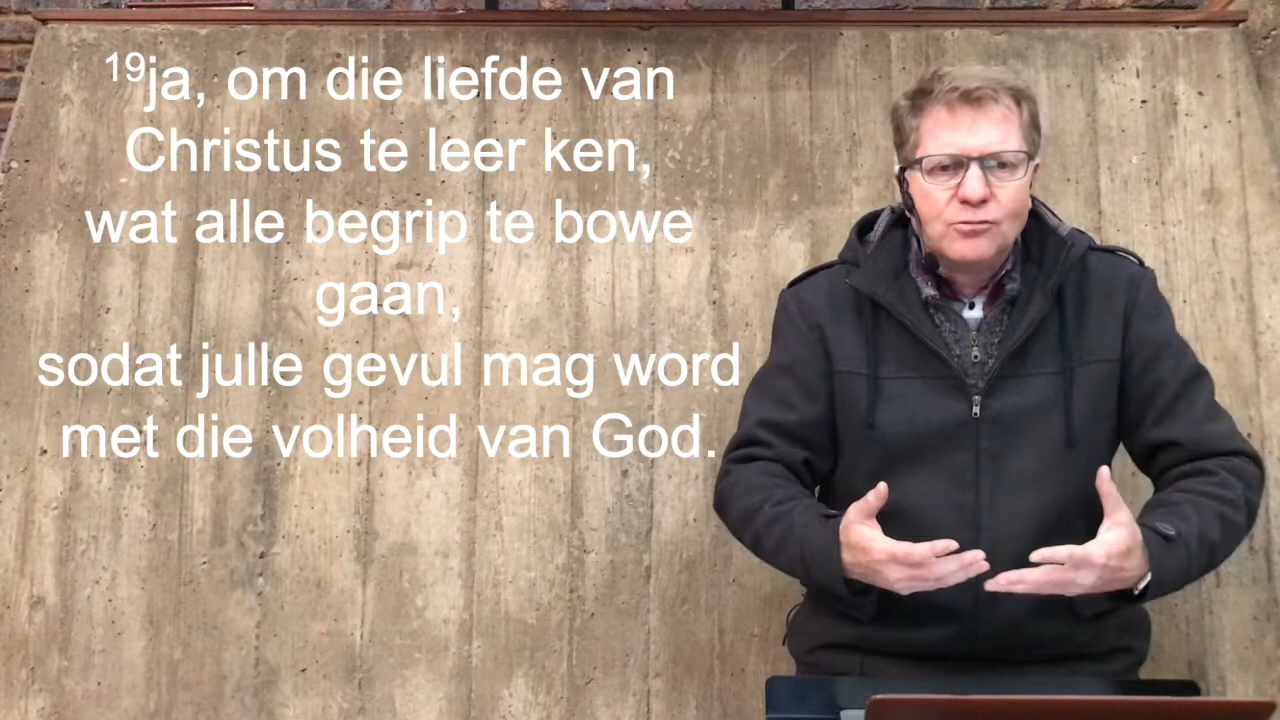 19ja, om die liefde van
Christus te leer ken,
wat alle begrip te bowe
gaan,
sodat julle gevul mag word
met die volheid van God.